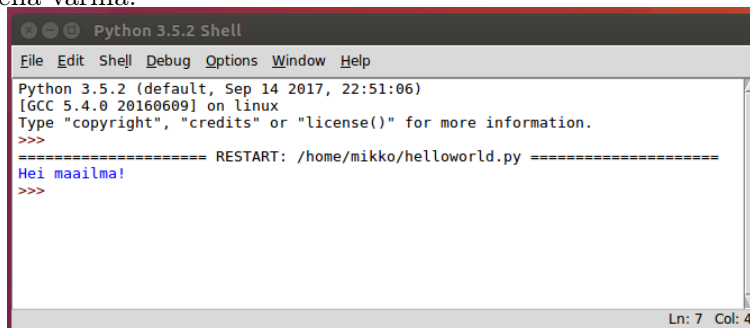 varma.
Python 3.5.2 Shell
File Edit Shell Debug Options Window Help
Python 3.5.2 (default, Sep 14 2017, 22:51:06)
[GCC 5.4.0 20160609] on linux
Type "copyright", "credits" or "license()" for more information.
>>>
===================== RESTART: /home/mikko/helloworld.py =====================
Hei maailma!
>>>
Ln: 7 Col: 4